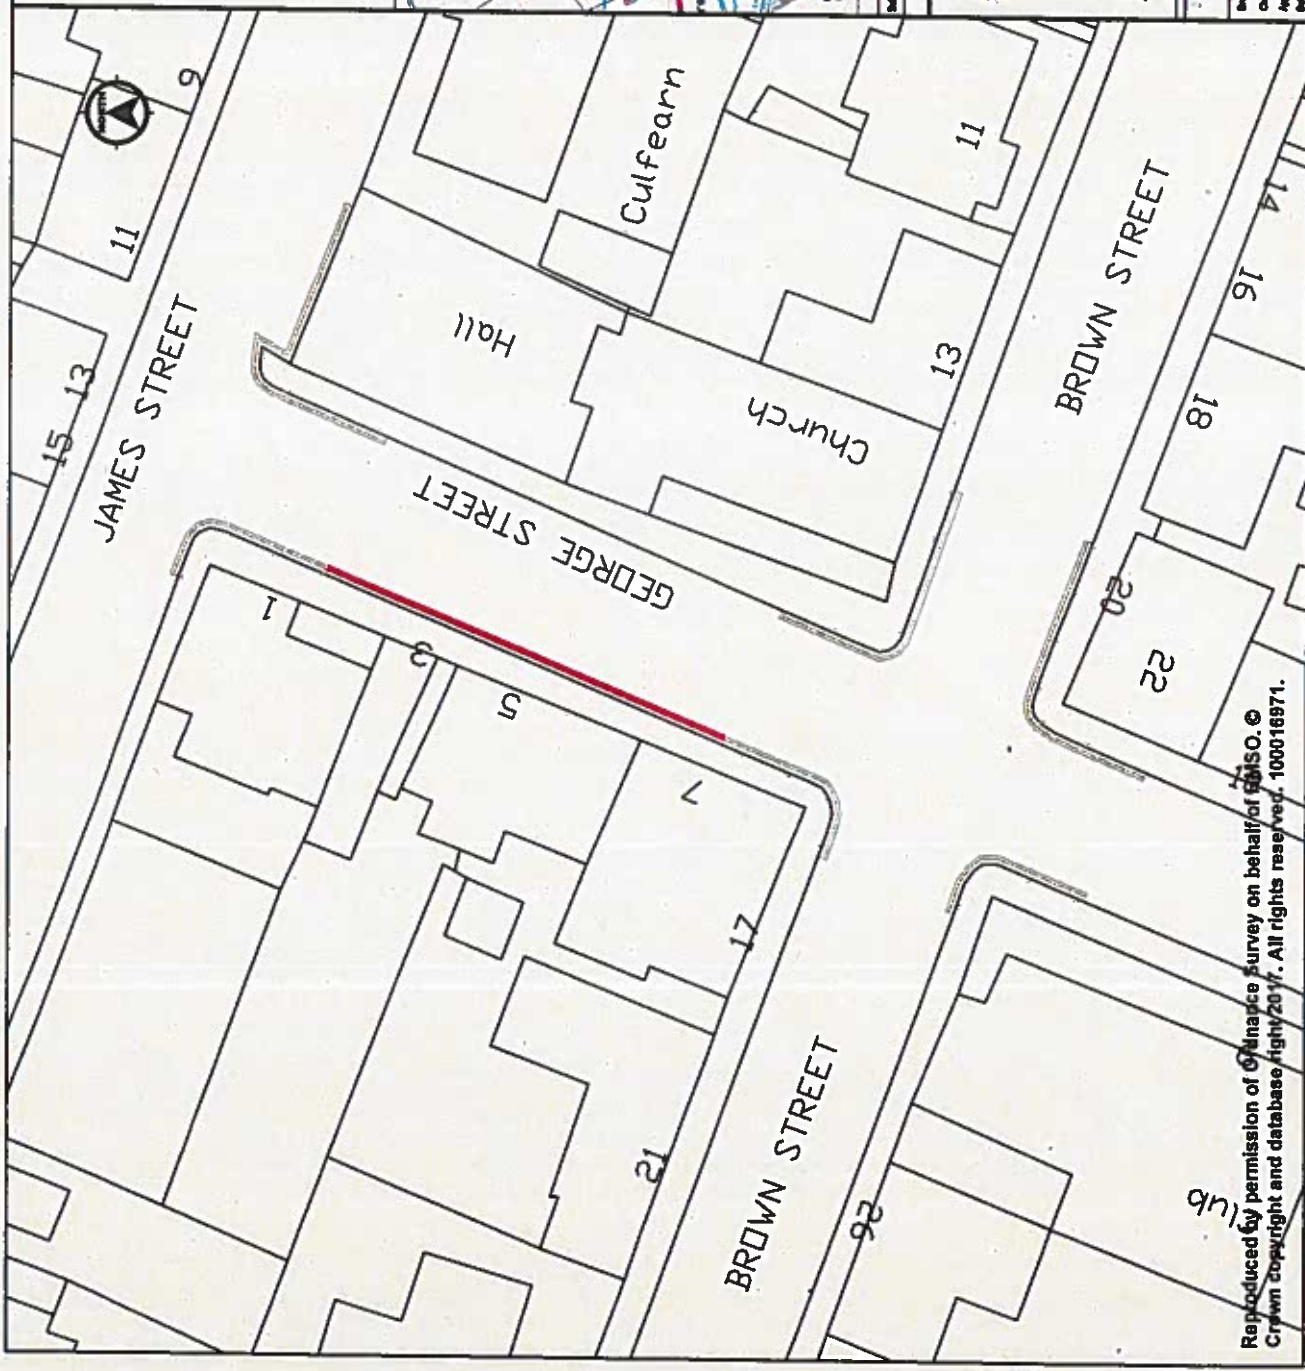 NORTH
9
11
13
15
JAMES STREET
Culfearn
Hall
Church
11
13
BROWN STREET
14
16
18
20
22
GEORGE STREET
1
3
5
7
17
21
BROWN STREET
26
Reproduced by permission of Ordnance Survey on behalf of HMSO. ©
Crown copyright and database right 2017. All rights reserved. 100016971.